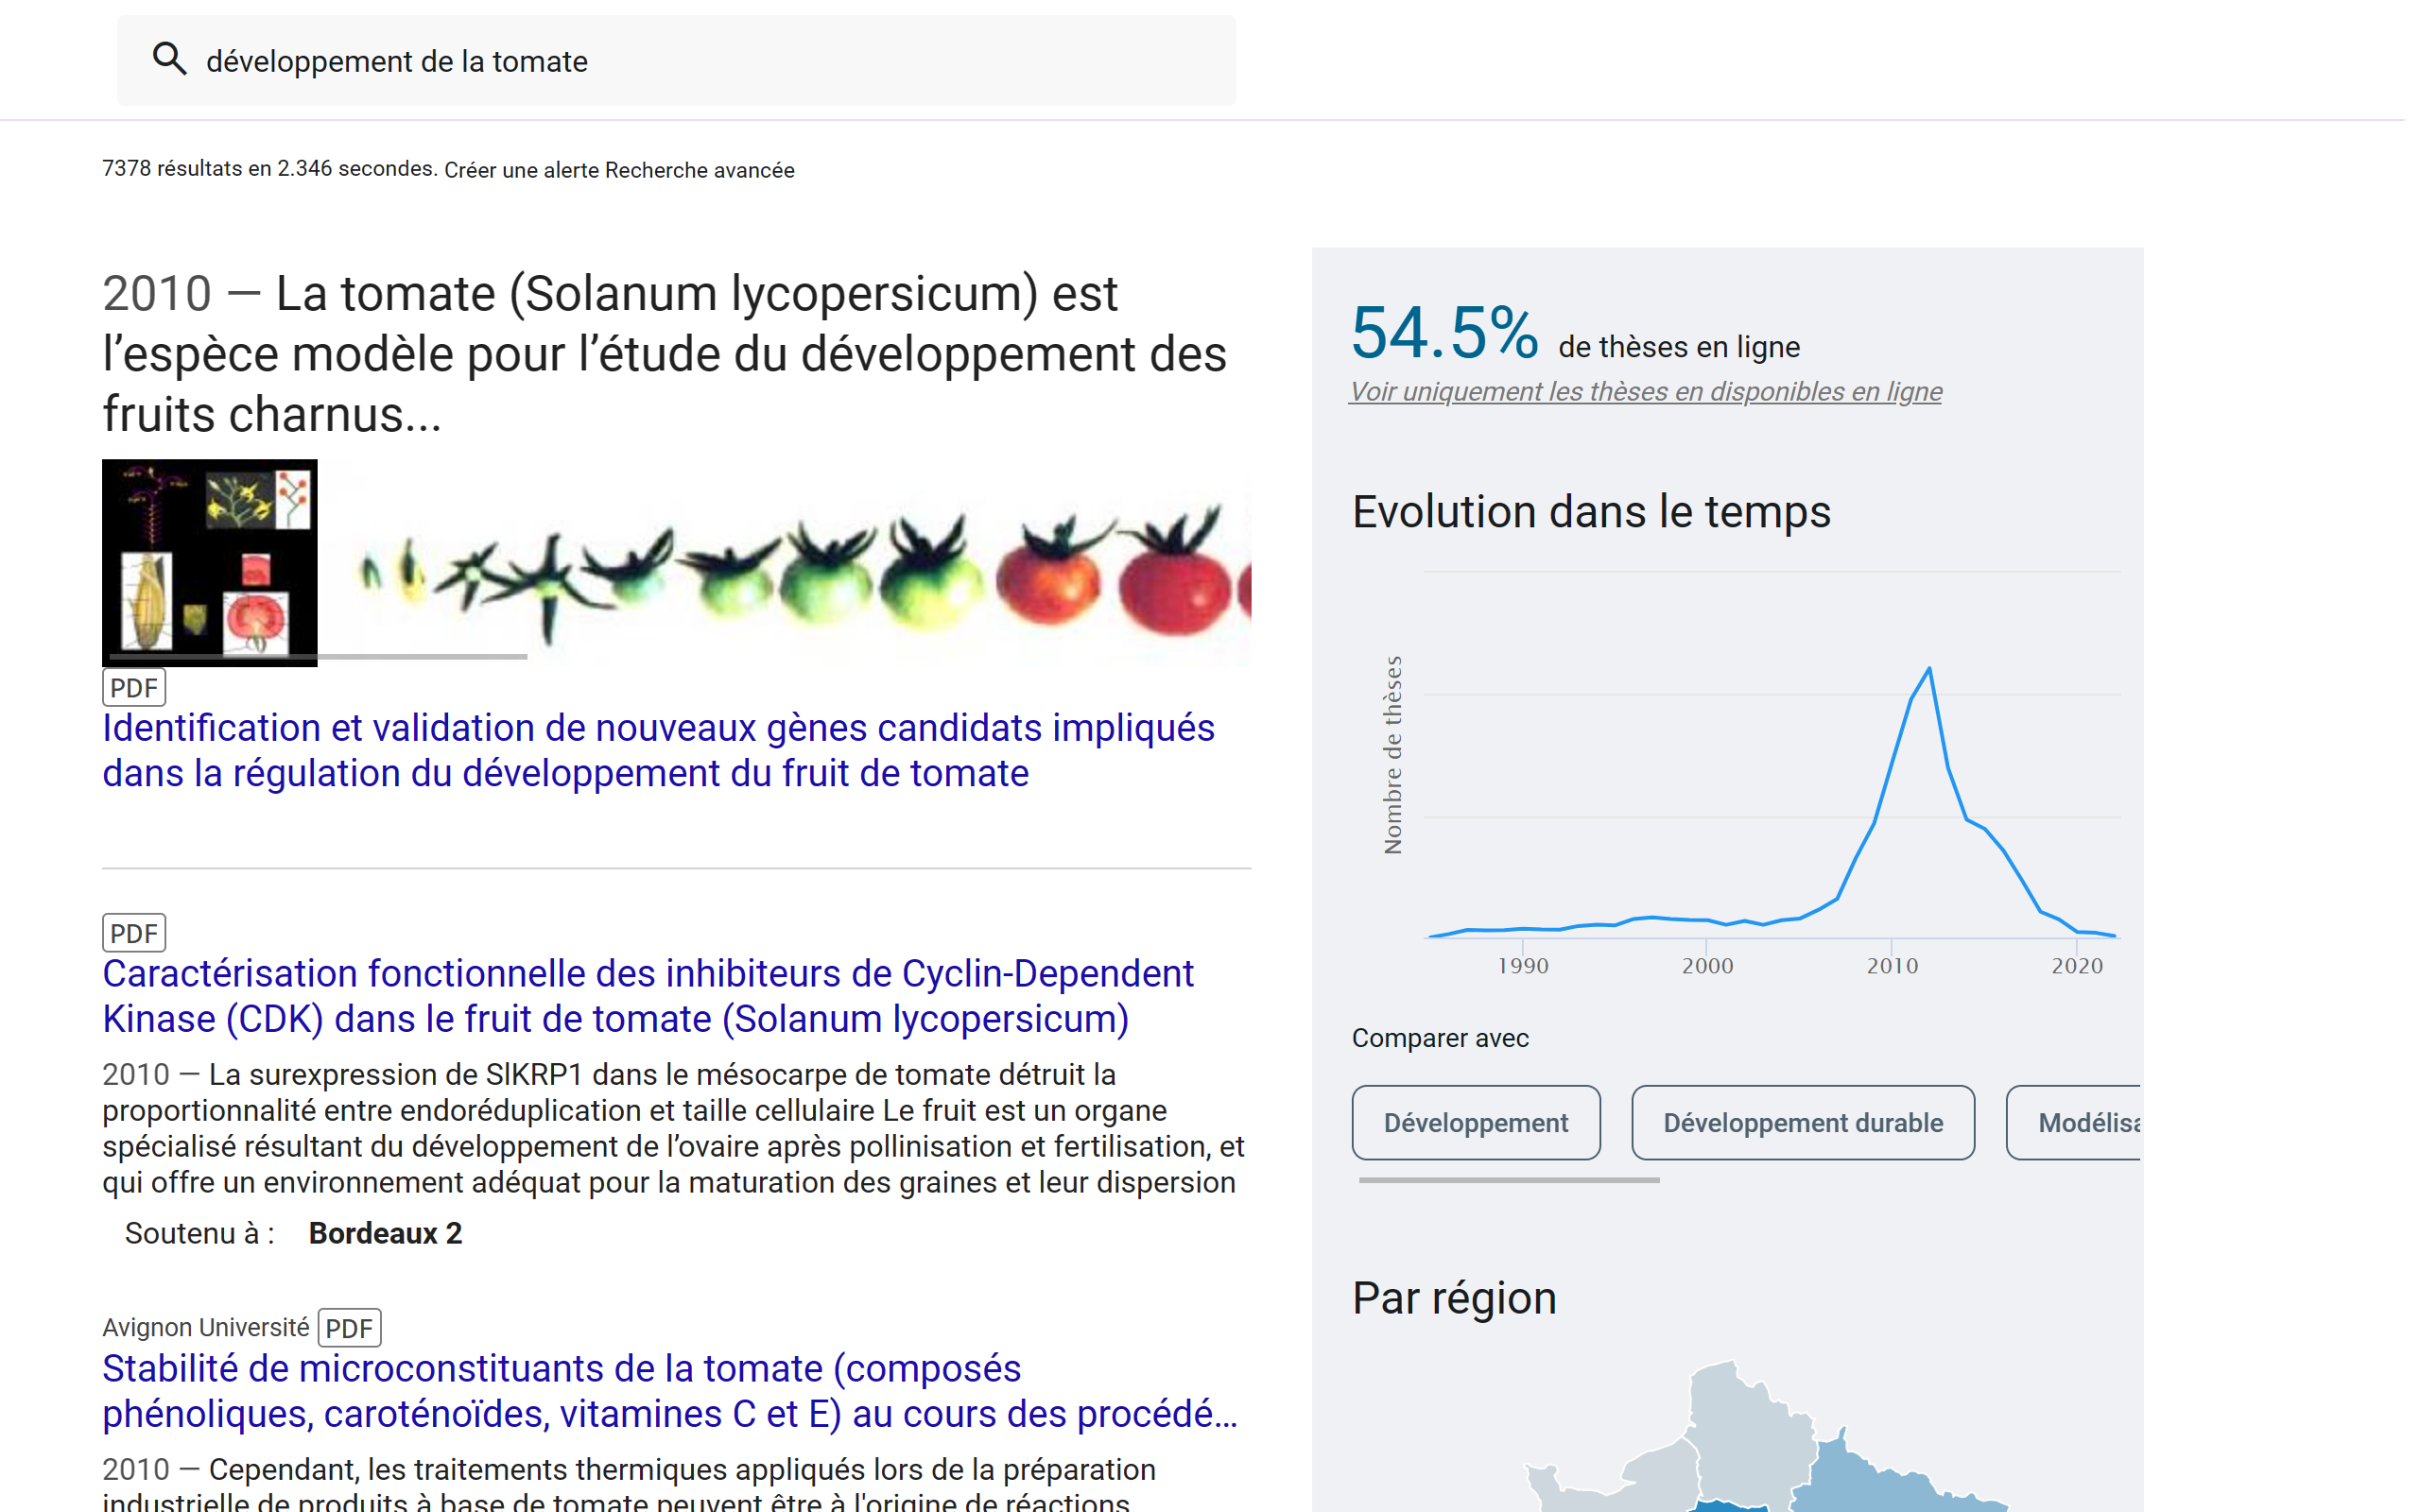 développement de la tomate
7378 résultats en 2.346 secondes. Créer une alerte Recherche avancée
2010 — La tomate (Solanum lycopersicum) est
l’espèce modèle pour l’étude du développement des
fruits charnus...
PDF
Identification et validation de nouveaux gènes candidats impliqués
dans la régulation du développement du fruit de tomate
PDF
Caractérisation fonctionnelle des inhibiteurs de Cyclin-Dependent
Kinase (CDK) dans le fruit de tomate (Solanum lycopersicum)
2010 — La surexpression de SlKRP1 dans le mésocarpe de tomate détruit la
proportionnalité entre endoréduplication et taille cellulaire Le fruit est un organe
spécialisé résultant du développement de l’ovaire après pollinisation et fertilisation, et
qui offre un environnement adéquat pour la maturation des graines et leur dispersion
Soutenu à : Bordeaux 2
Avignon Université PDF
Stabilité de microconstituants de la tomate (composés
phénoliques, caroténoïdes, vitamines C et E) au cours des procédé…
2010 — Cependant, les traitements thermiques appliqués lors de la préparation
industrielle de produits à base de tomate peuvent être à l'origine de réactions
54.5% de thèses en ligne
Voir uniquement les thèses en disponibles en ligne
Evolution dans le temps
Nombre de thèses
1990 2000 2010 2020
Comparer avec
Développement Développement durable Modélisa
Par région